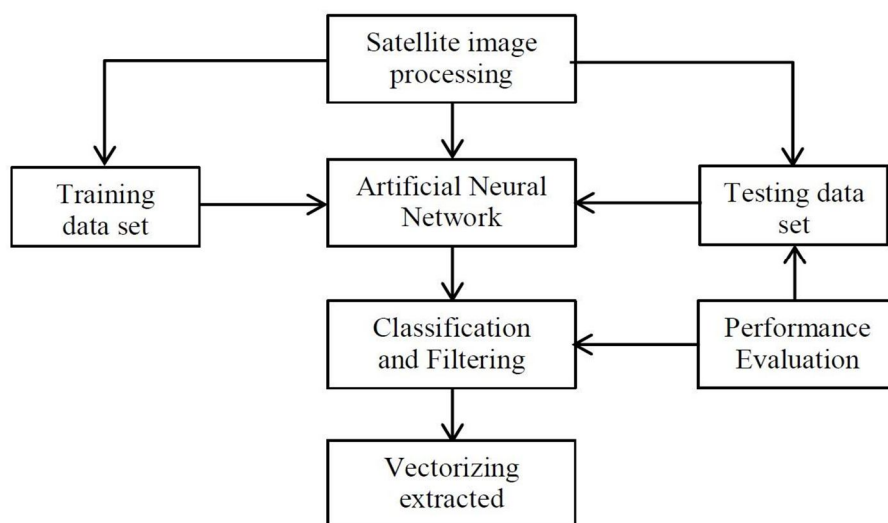 Satellite image
processing
Training
data set
Artificial Neural
Network
Testing data
set
Classification
and Filtering
Performance
Evaluation
Vectorizing
extracted